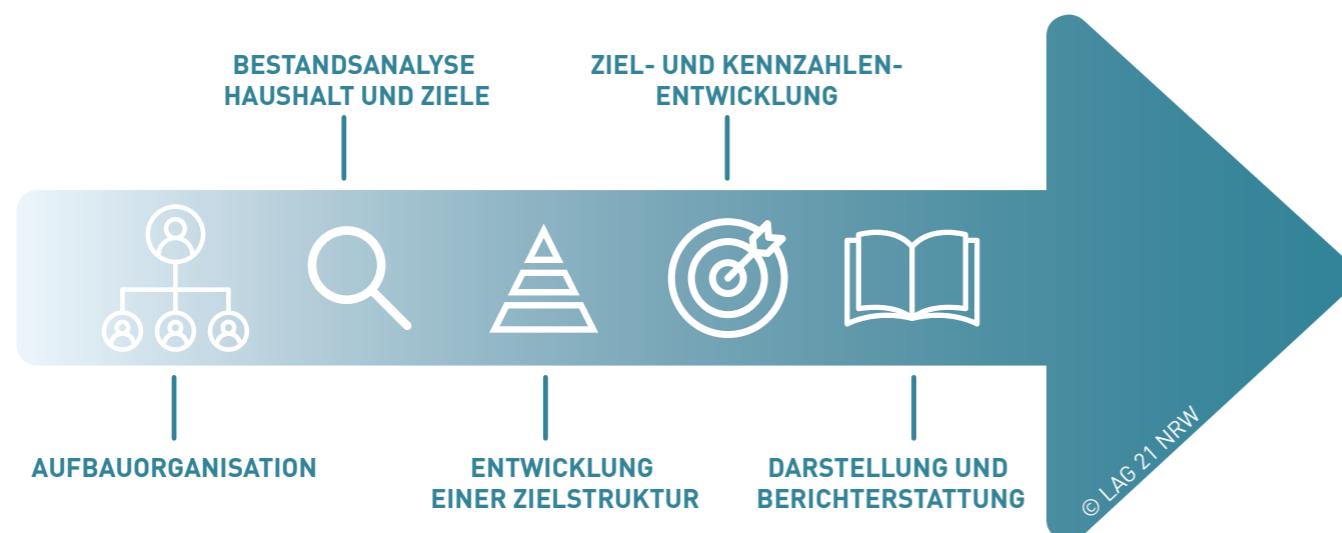 BESTANDSANALYSE
HAUSHALT UND ZIELE
ZIEL- UND KENNZAHLEN-
ENTWICKLUNG
AUFBAUORGANISATION
ENTWICKLUNG
EINER ZIELSTRUKTUR
DARSTELLUNG UND
BERICHTERSTATTUNG
© LAG 21 NRW